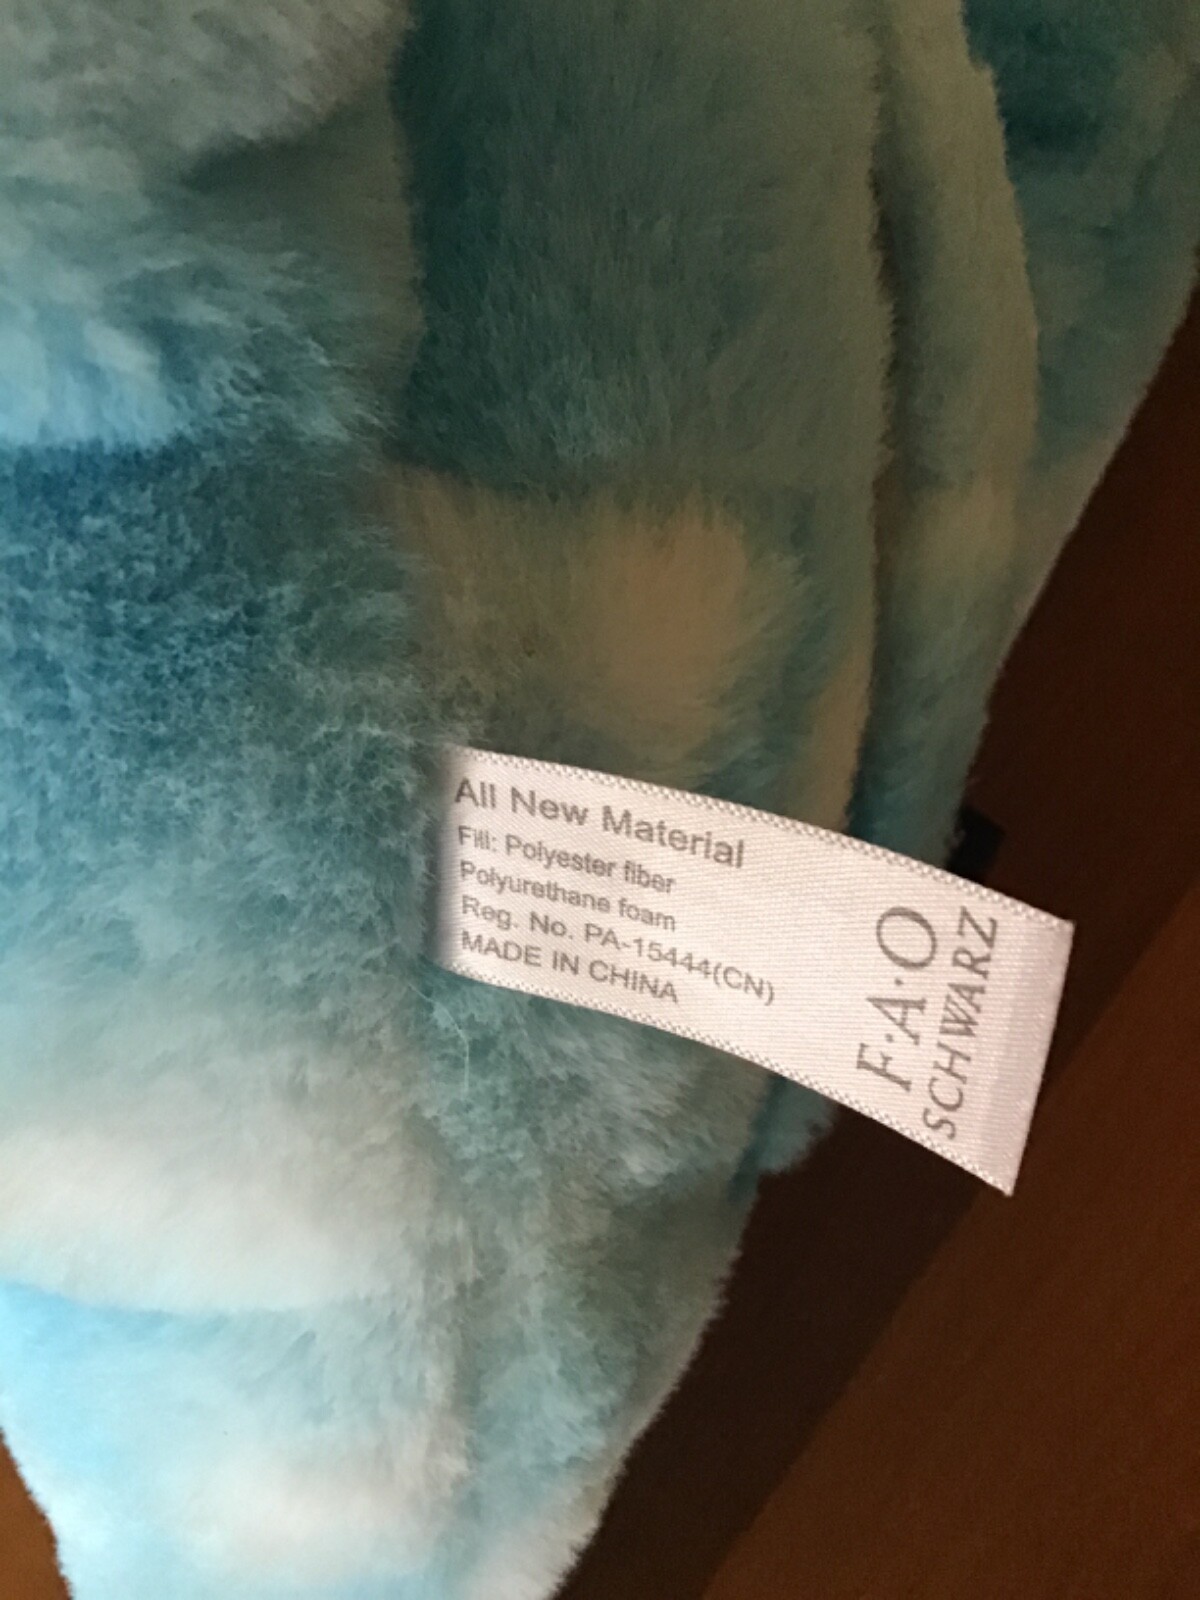 All New Material
Fill: Polyester fiber
Polyurethane foam
Reg. No. PA-15444(CN)
MADE IN CHINA
F·A·O
SCHWARZ